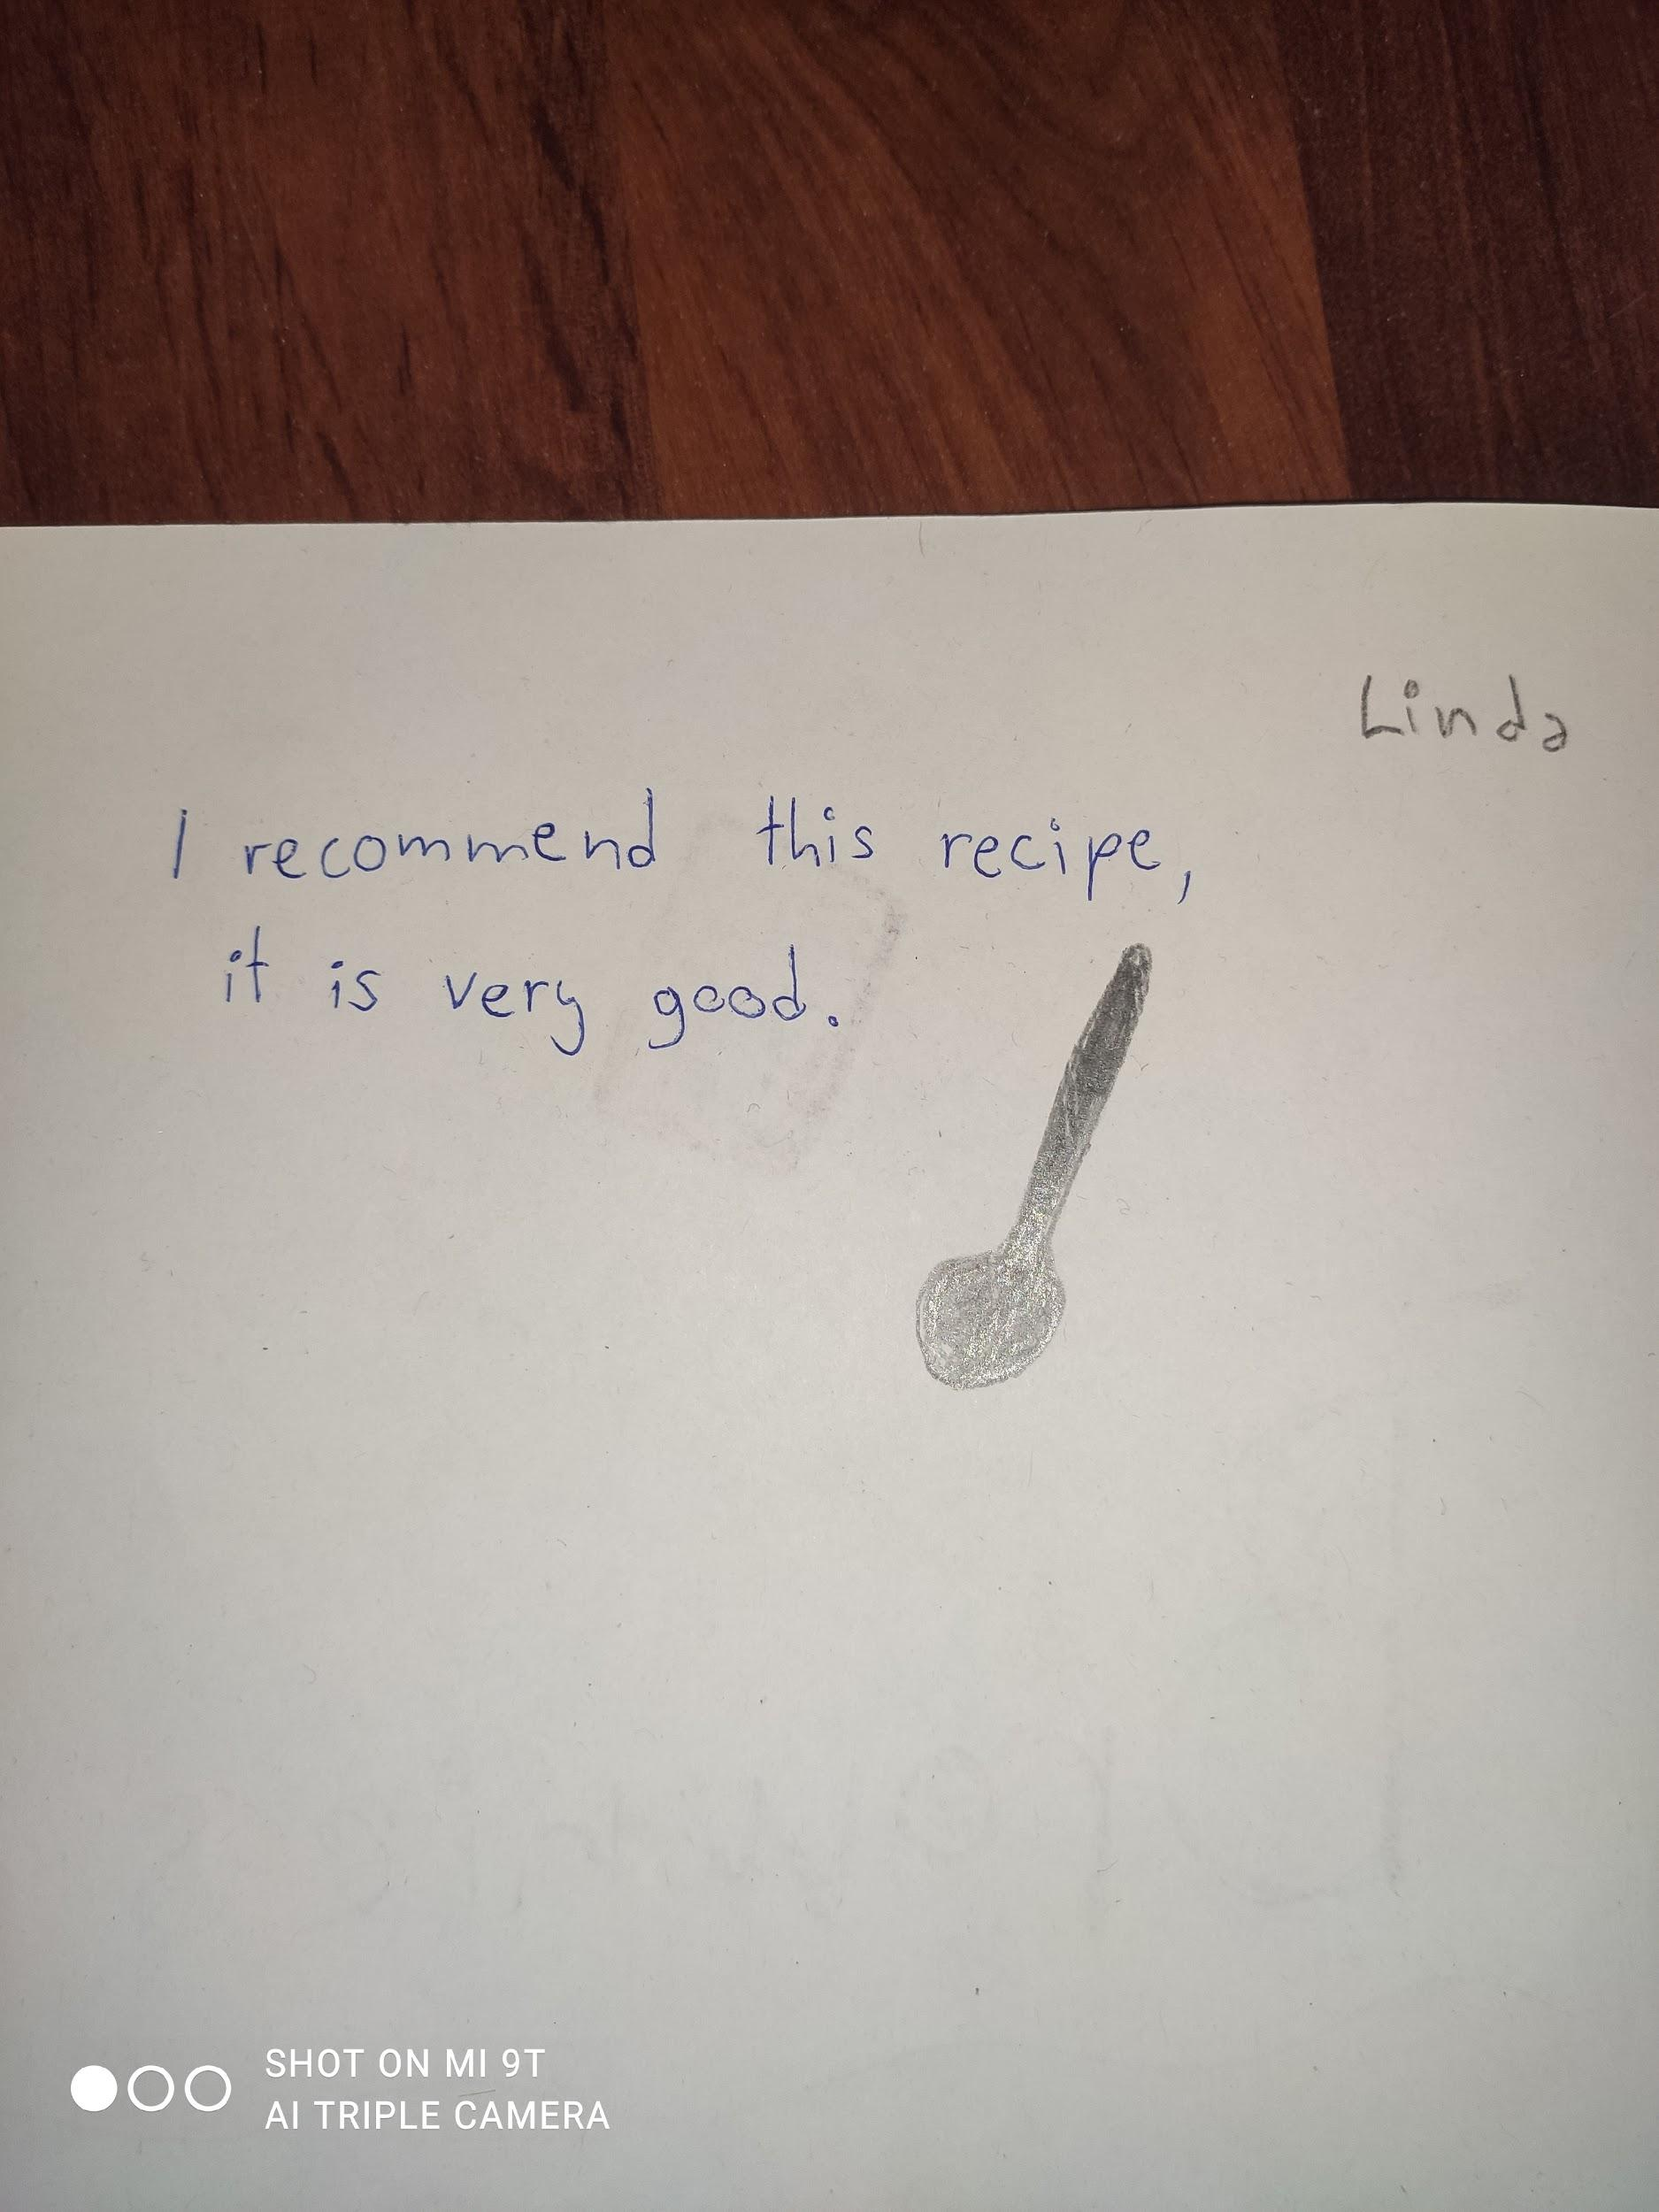 Linda
I recommend this recipe,
it is very good.
SHOT ON MI 9T
AI TRIPLE CAMERA